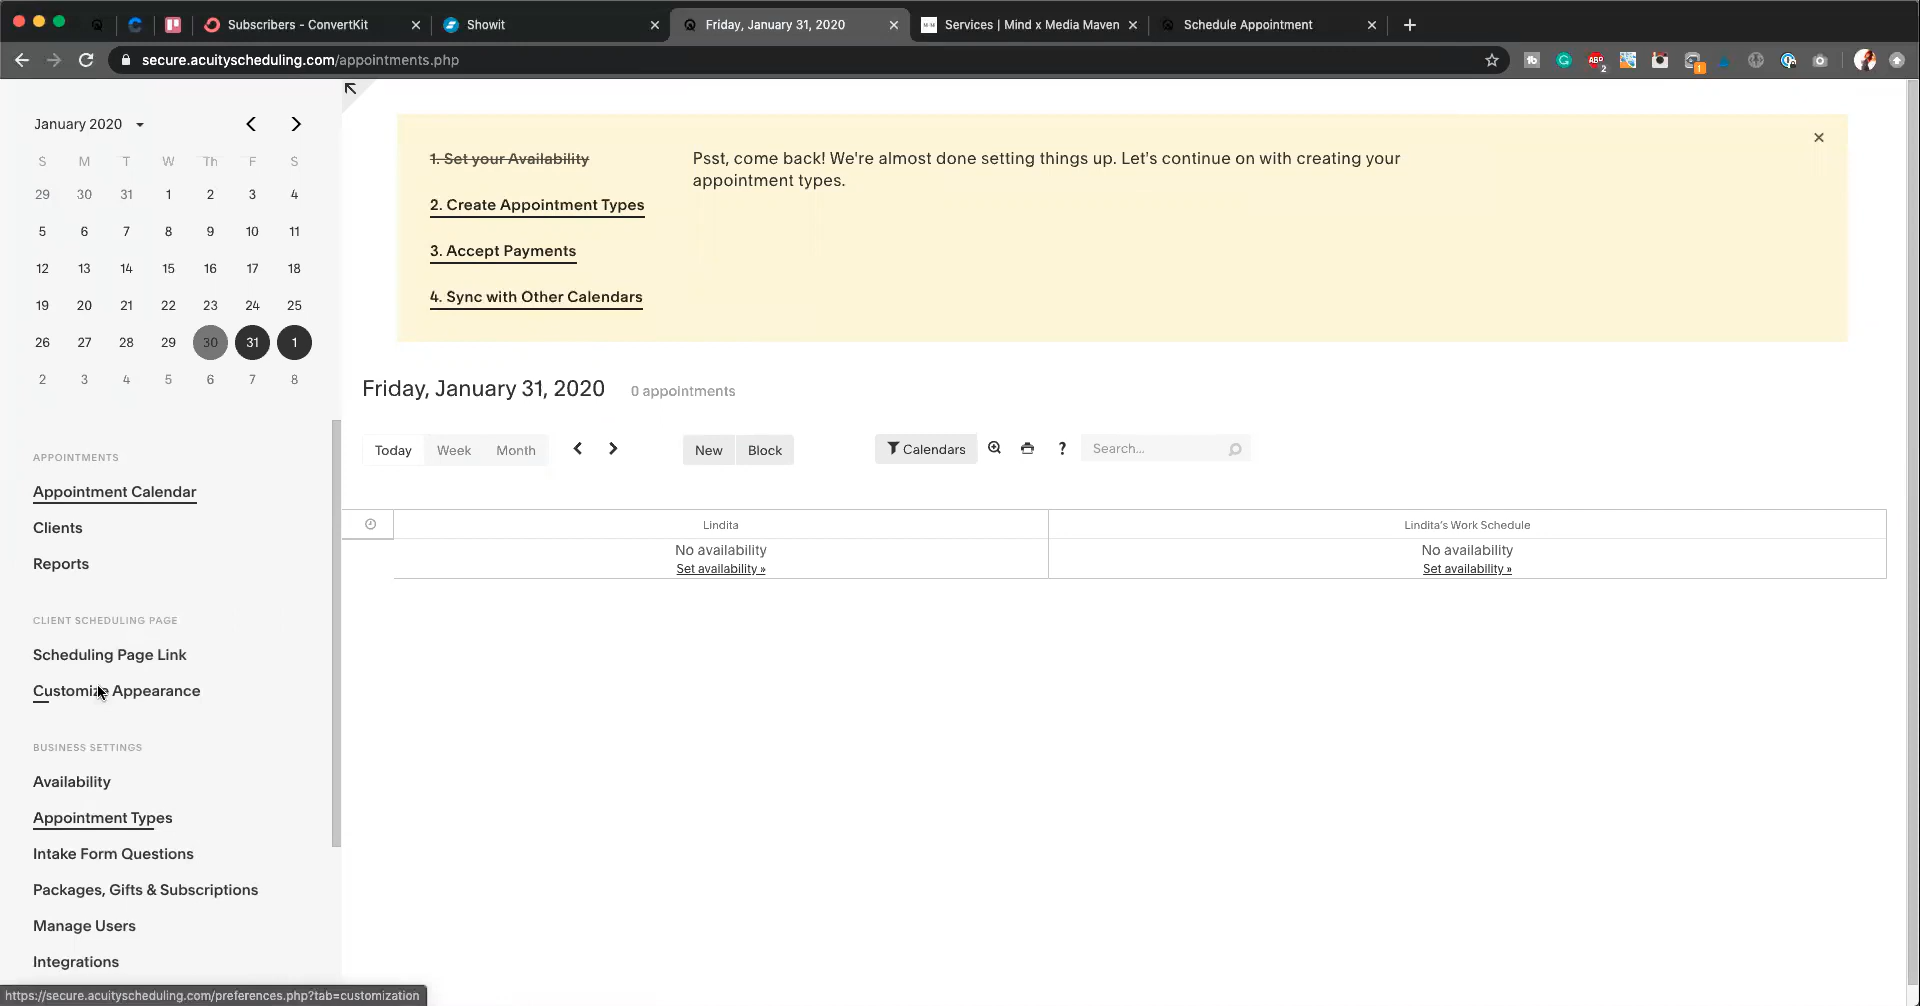 Subscribers - ConvertKit
Showit
Friday, January 31, 2020
Services | Mind x Media Maven
Schedule Appointment
secure.acuityscheduling.com/appointments.php
January 2020
S M T W Th F S
29 30 31 1 2 3 4
5 6 7 8 9 10 11
12 13 14 15 16 17 18
19 20 21 22 23 24 25
26 27 28 29 30 31 1
2 3 4 5 6 7 8
APPOINTMENTS
Appointment Calendar
Clients
Reports
CLIENT SCHEDULING PAGE
Scheduling Page Link
Customize Appearance
BUSINESS SETTINGS
Availability
Appointment Types
Intake Form Questions
Packages, Gifts & Subscriptions
Manage Users
Integrations
https://secure.acuityscheduling.com/preferences.php?tab=customization
1. Set your Availability
2. Create Appointment Types
3. Accept Payments
4. Sync with Other Calendars
Psst, come back! We're almost done setting things up. Let's continue on with creating your
appointment types.
Friday, January 31, 2020 0 appointments
Today Week Month New Block Calendars ? Search...
Lindita Lindita's Work Schedule
No availability No availability
Set availability » Set availability »